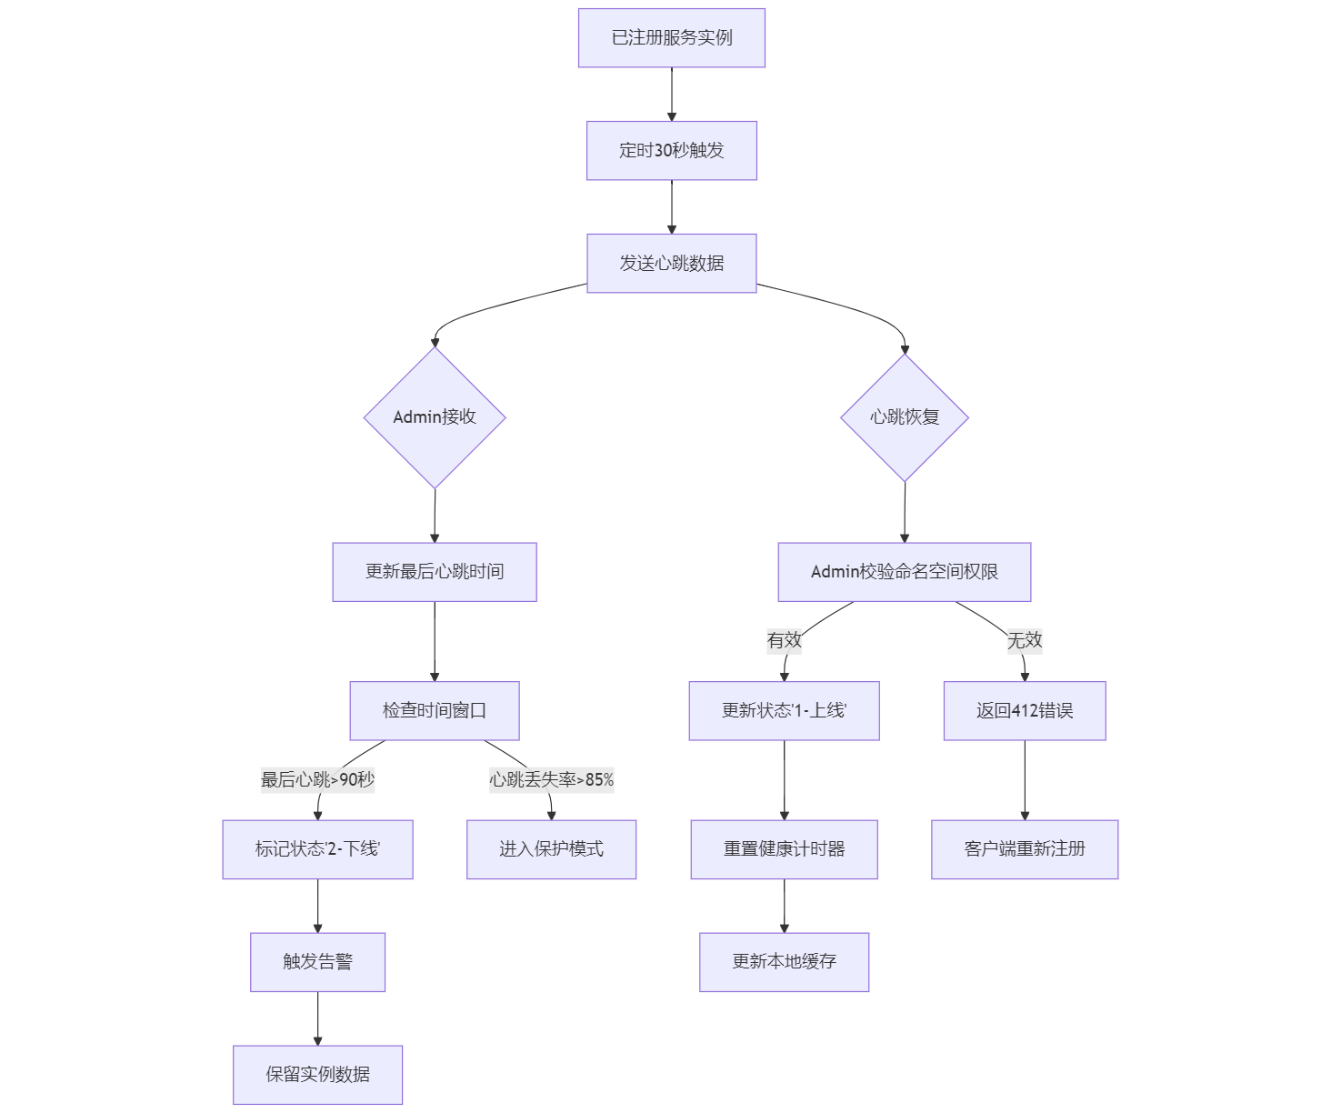 已注册服务实例
定时30秒触发
发送心跳数据
Admin接收
心跳恢复
更新最后心跳时间
Admin校验命名空间权限
有效
无效
检查时间窗口
更新状态'1-上线'
返回412错误
最后心跳>90秒
心跳丢失率>85%
标记状态'2-下线'
进入保护模式
重置健康计时器
客户端重新注册
触发告警
更新本地缓存
保留实例数据